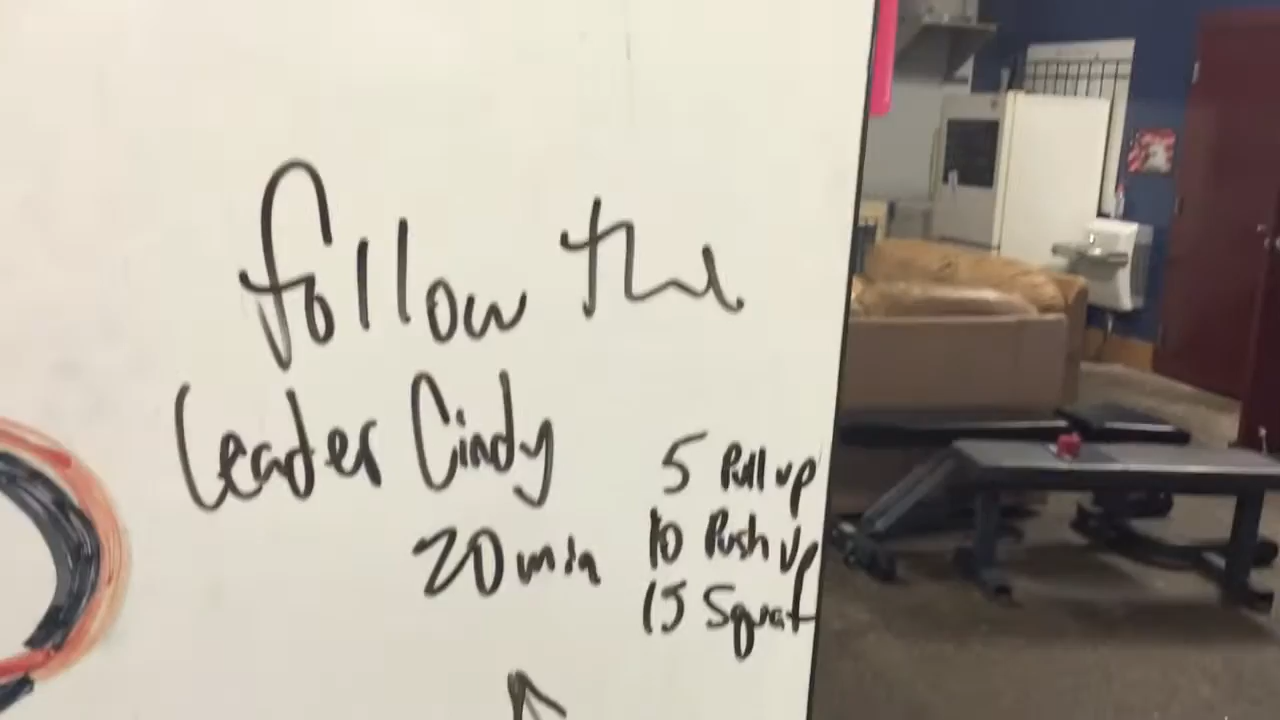 follow the
Leader Cindy
20 min
5 Pull up
10 Push up
15 Squat